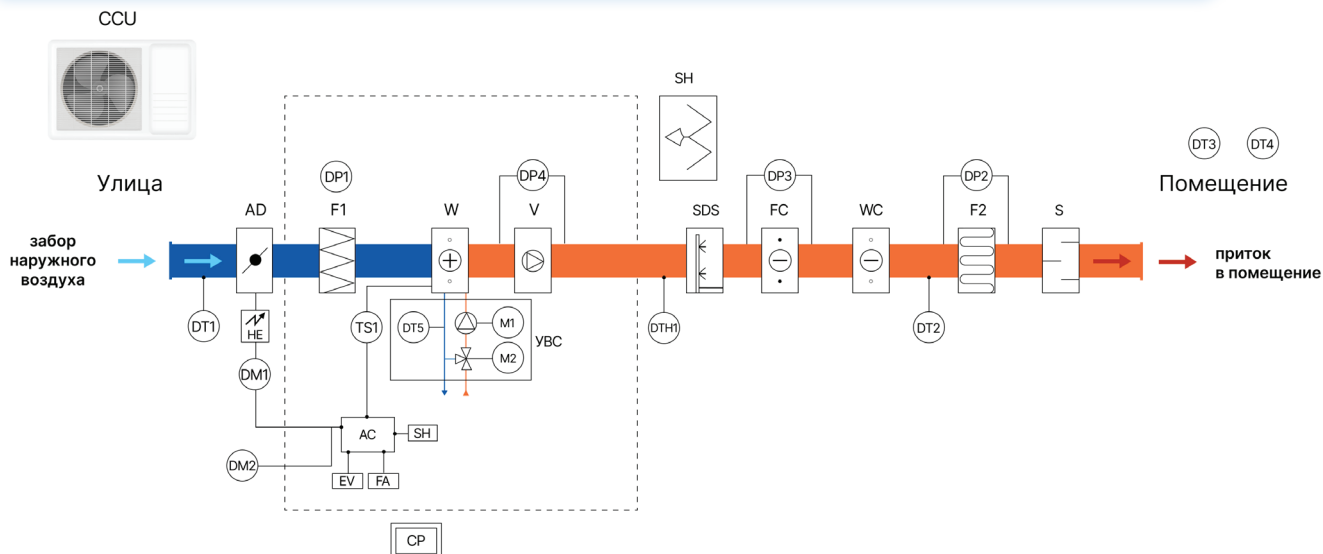 CCU
SH
DT3
DT4
Улица
Помещение
DP1
DP4
DP3
DP2
AD
F1
W
V
SDS
FC
WC
F2
S
забор
наружного
воздуха
приток
в помещение
DT1
HE
TS1
DT5
M1
УВС
M2
DTH1
DT2
DM1
AC
SH
DM2
EV
FA
CP